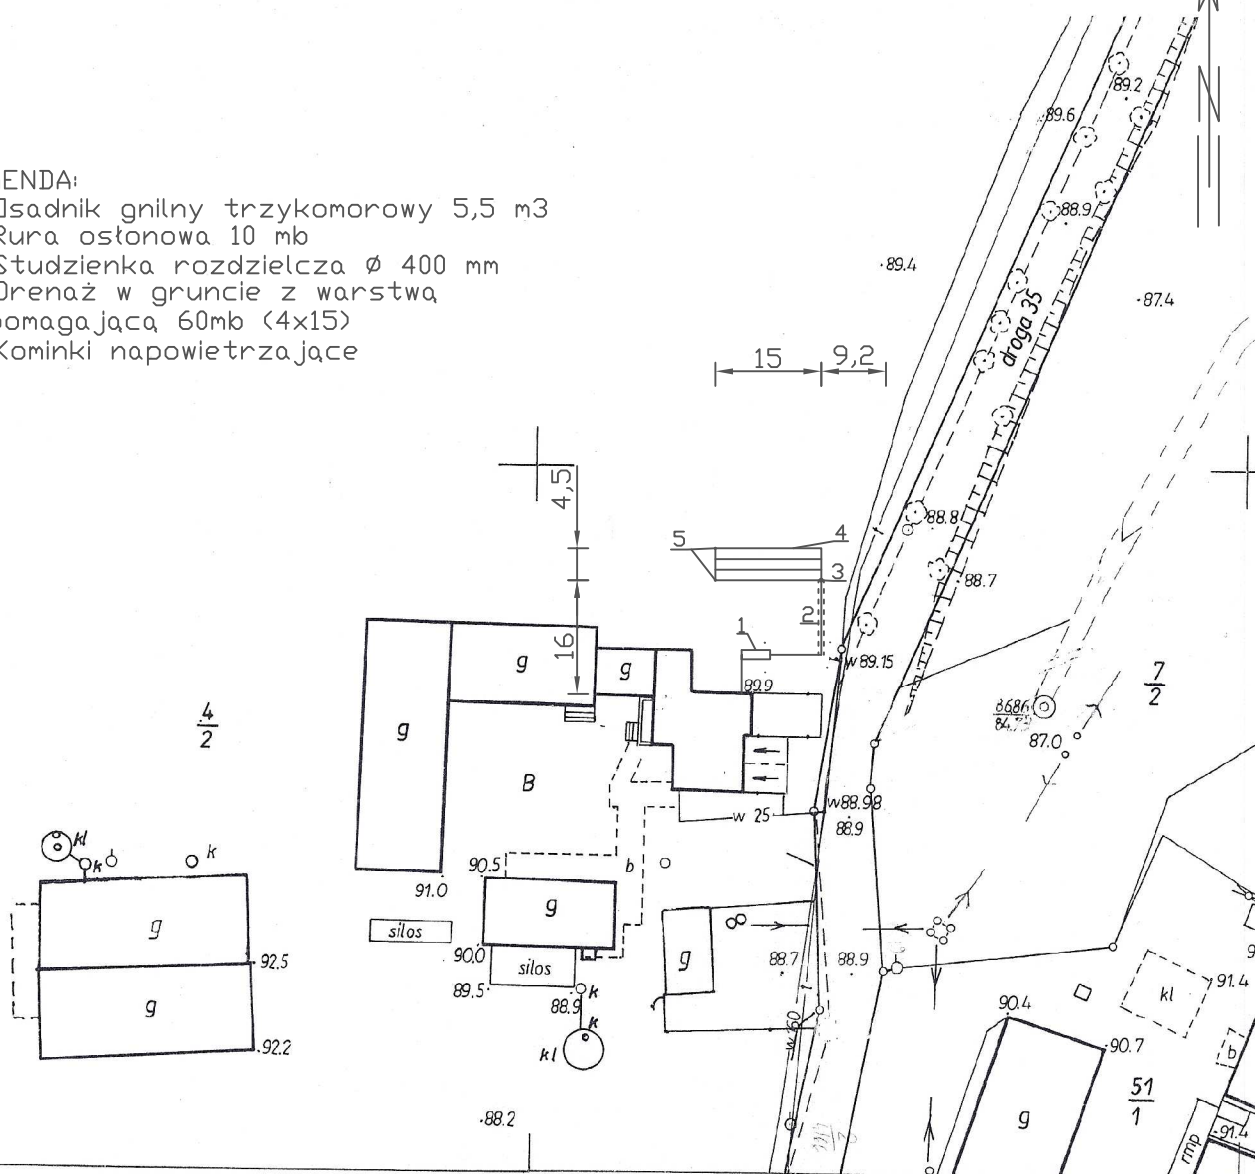 ENDA:
Osadnik gnilny trzykomorowy 5,5 m3
Rura osłonowa 10 mb
Studzienka rozdzielcza Ø 400 mm
Drenaż w gruncie z warstwą
pomagającą 60mb (4x15)
Kominki napowietrzające
N
89.2
89.6
88.9
89.4
87.4
droga 35
15
9,2
4,5
88.8
5
4
3
88.7
2
1
16
g
g
g
89.9
w 89.15
4
2
7
2
86.86
87.0
B
w 25
w 88.98
88.9
kl
k
k
b
90.5
91.0
g
g
silos
90.0
silos
89.5
88.9
k
k
kl
92.5
g
92.2
g
88.7
88.9
w 60
90.4
kl
91.4
b
90.7
51
1
g
rmp
91.4
88.2